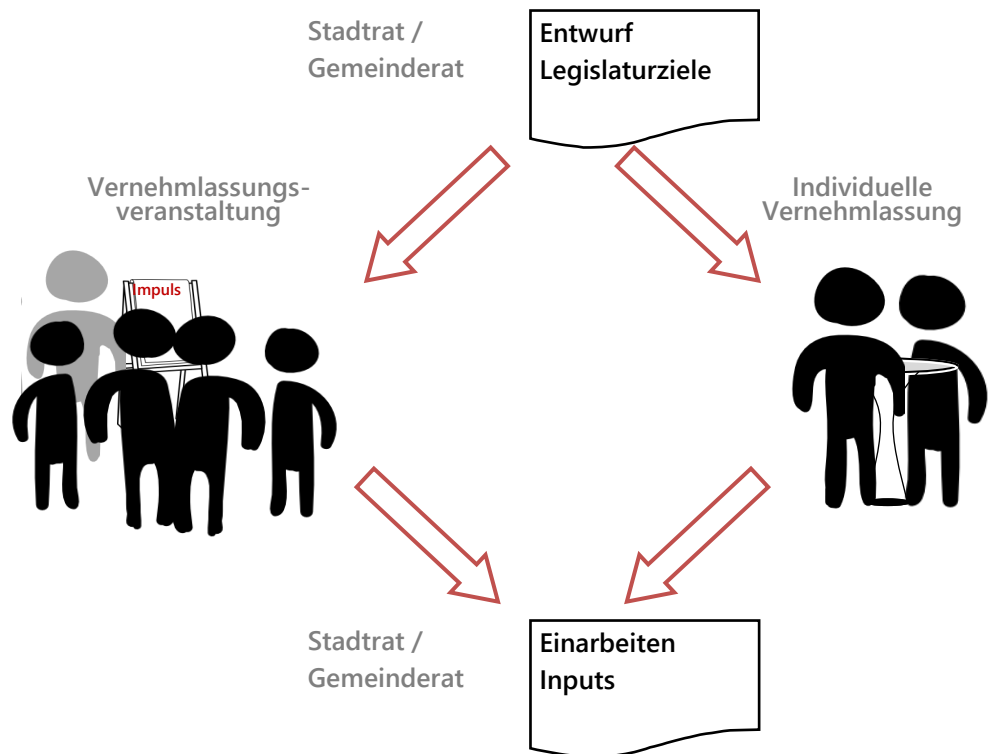 Stadtrat /
Gemeinderat
Entwurf
Legislaturziele
Vernehmlassungs-
veranstaltung
Individuelle
Vernehmlassung
Impuls
Stadtrat /
Gemeinderat
Einarbeiten
Inputs